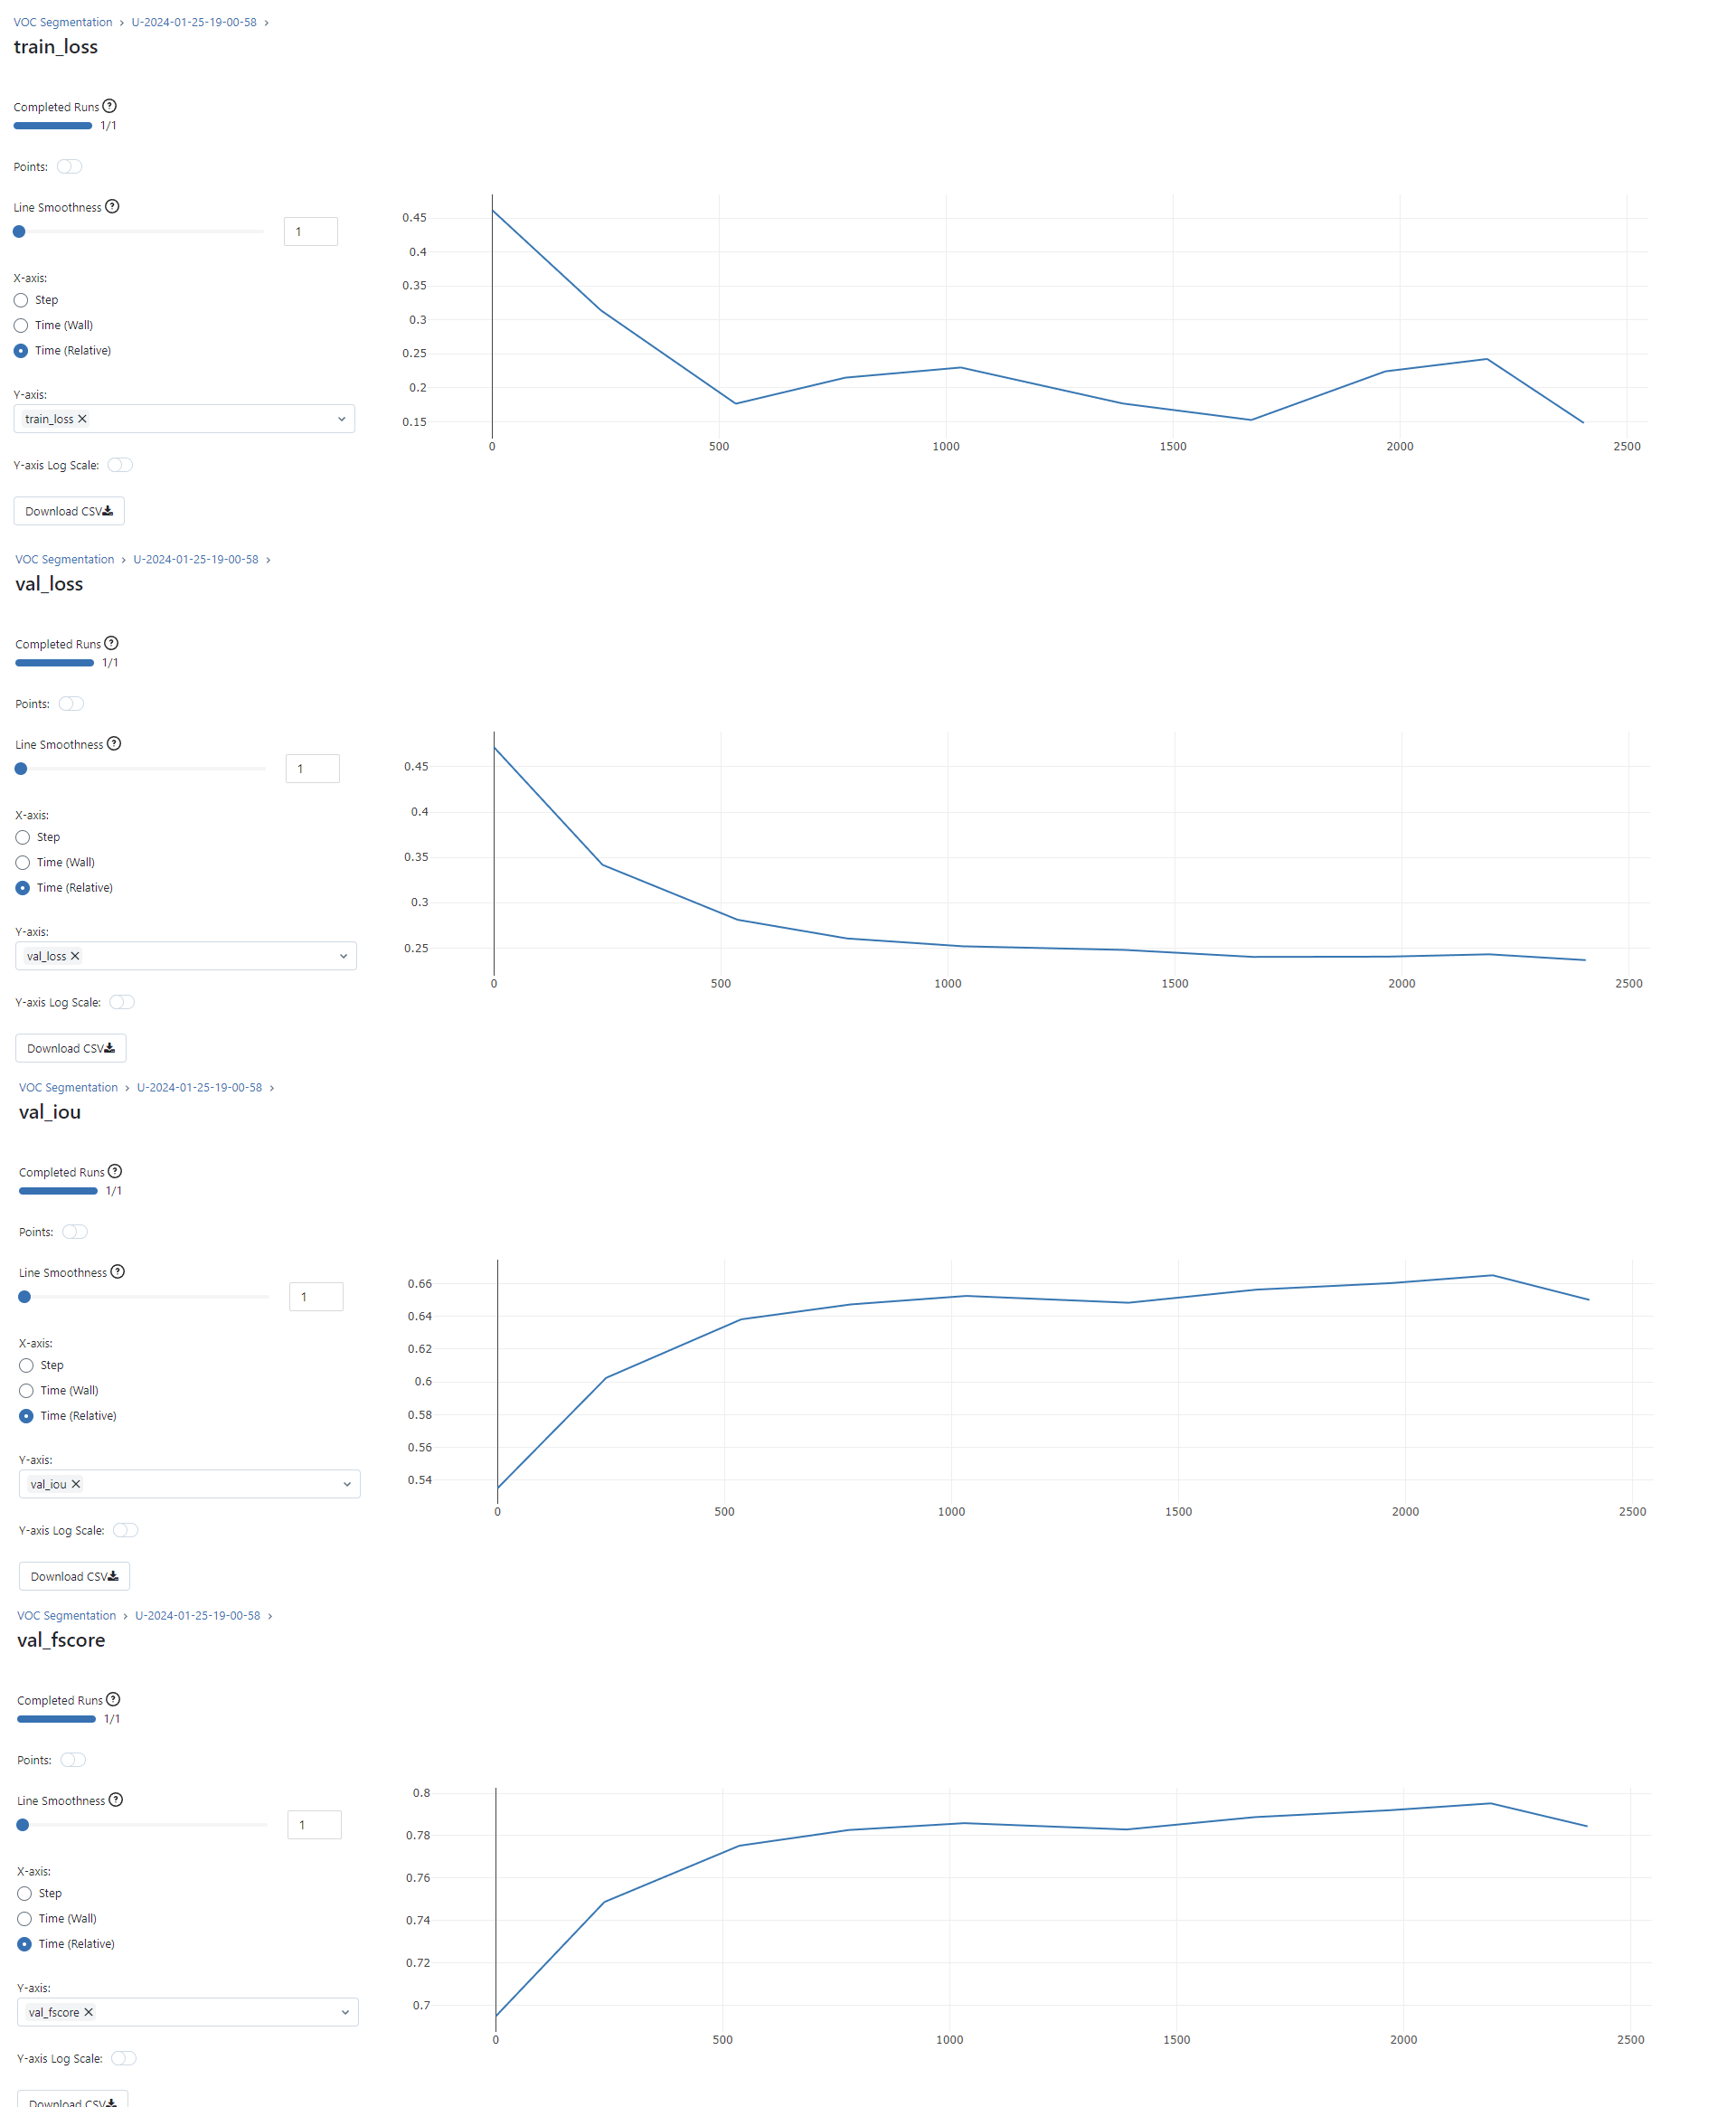 VOC Segmentation › U-2024-01-25-19-00-58 ›
train_loss
Completed Runs
1/1
Points:
Line Smoothness
1
X-axis:
Step
Time (Wall)
Time (Relative)
Y-axis:
train_loss
Y-axis Log Scale:
Download CSV
0.45
0.4
0.35
0.3
0.25
0.2
0.15
0 500 1000 1500 2000 2500
VOC Segmentation › U-2024-01-25-19-00-58 ›
val_loss
Completed Runs
1/1
Points:
Line Smoothness
1
X-axis:
Step
Time (Wall)
Time (Relative)
Y-axis:
val_loss
Y-axis Log Scale:
Download CSV
0.45
0.4
0.35
0.3
0.25
0 500 1000 1500 2000 2500
VOC Segmentation › U-2024-01-25-19-00-58 ›
val_iou
Completed Runs
1/1
Points:
Line Smoothness
1
X-axis:
Step
Time (Wall)
Time (Relative)
Y-axis:
val_iou
Y-axis Log Scale:
Download CSV
0.66
0.64
0.62
0.6
0.58
0.56
0.54
0 500 1000 1500 2000 2500
VOC Segmentation › U-2024-01-25-19-00-58 ›
val_fscore
Completed Runs
1/1
Points:
Line Smoothness
1
X-axis:
Step
Time (Wall)
Time (Relative)
Y-axis:
val_fscore
Y-axis Log Scale:
Download CSV
0.8
0.78
0.76
0.74
0.72
0.7
0 500 1000 1500 2000 2500